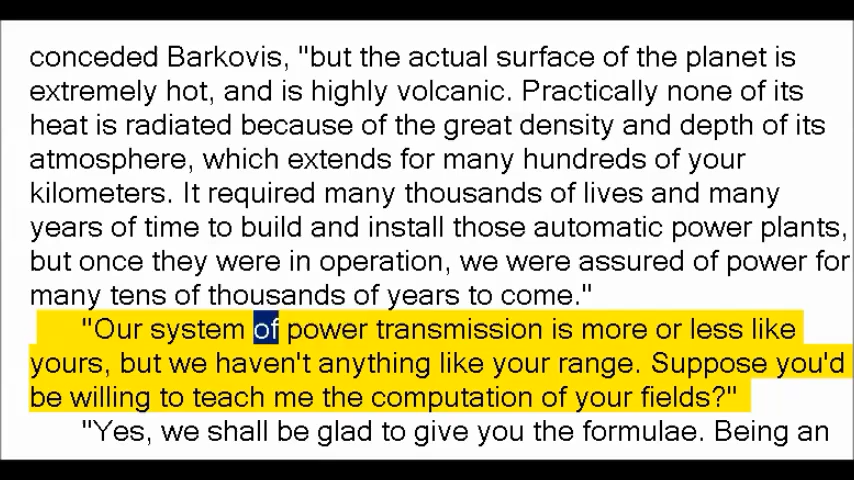 conceded Barkovis, "but the actual surface of the planet is
extremely hot, and is highly volcanic. Practically none of its
heat is radiated because of the great density and depth of its
atmosphere, which extends for many hundreds of your
kilometers. It required many thousands of lives and many
years of time to build and install those automatic power plants,
but once they were in operation, we were assured of power for
many tens of thousands of years to come."
"Our system of power transmission is more or less like
yours, but we haven't anything like your range. Suppose you'd
be willing to teach me the computation of your fields?"
"Yes, we shall be glad to give you the formulae. Being an